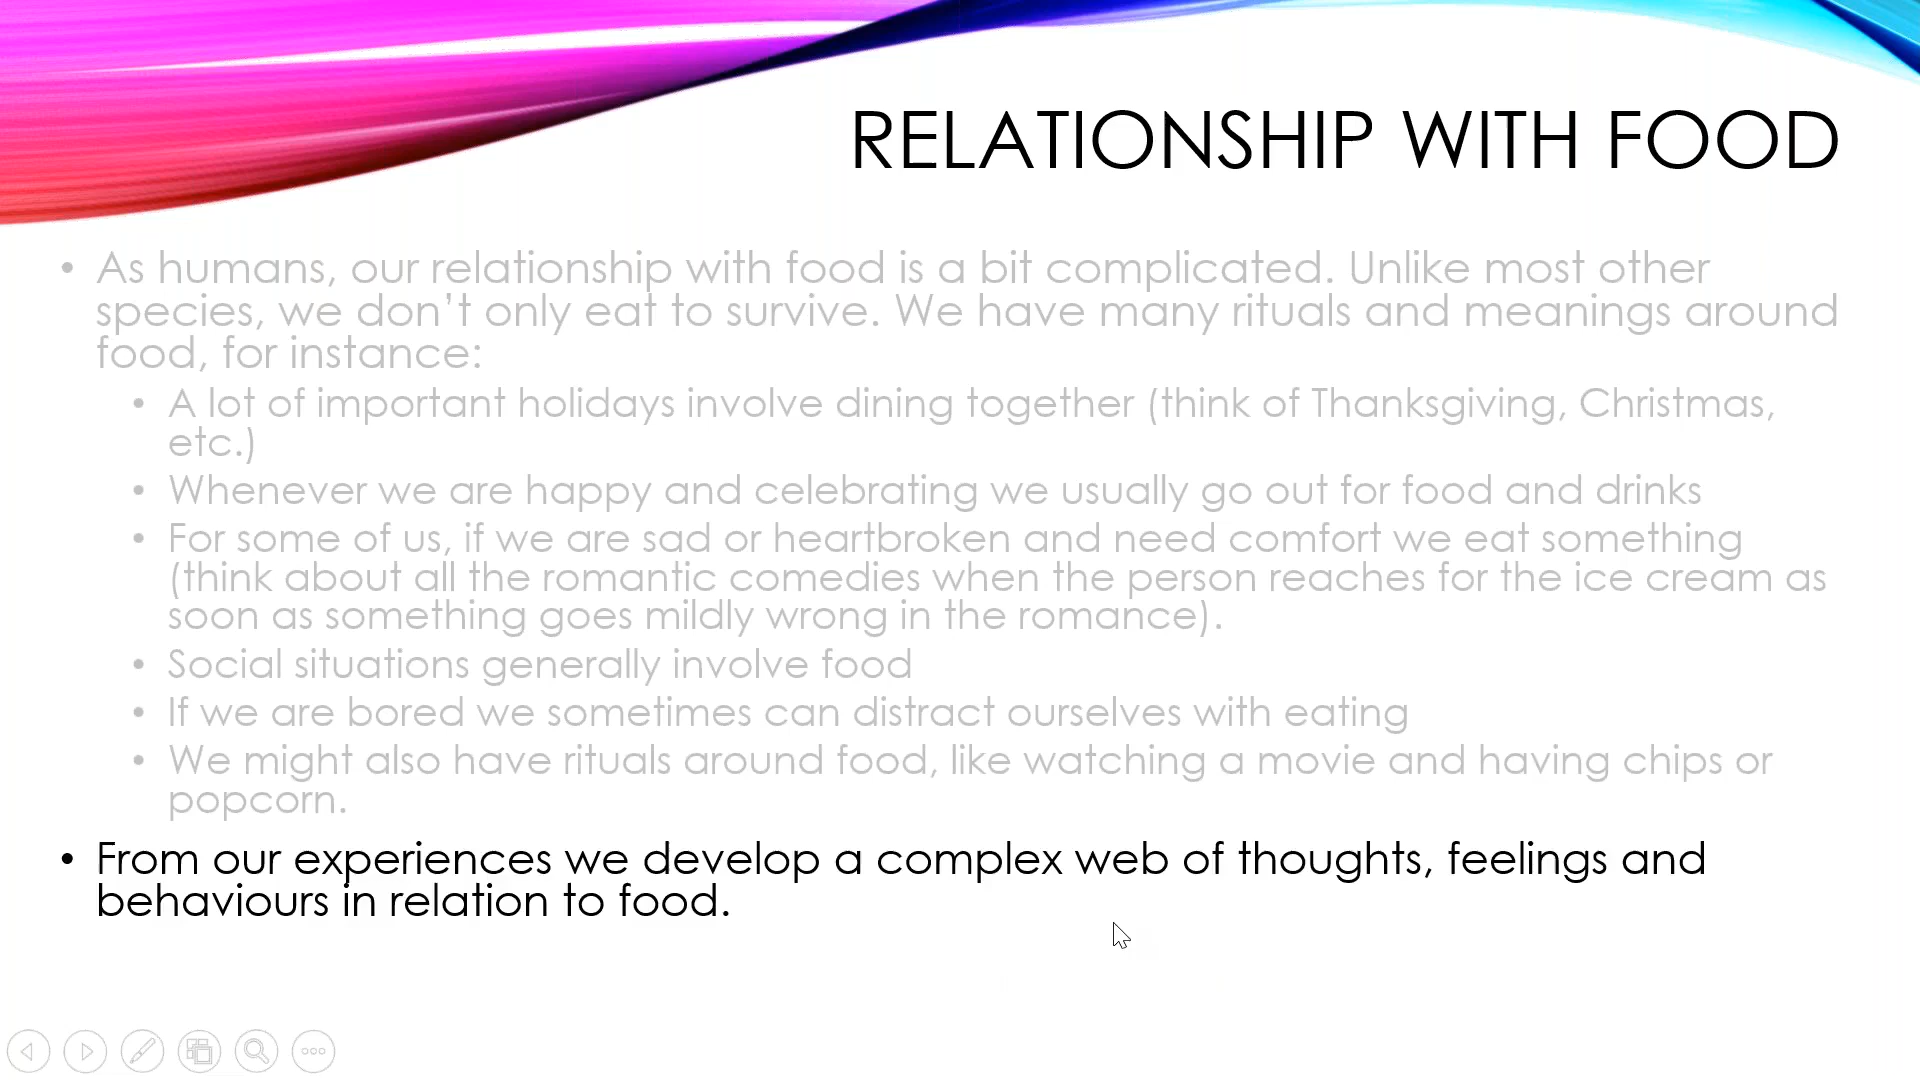 RELATIONSHIP WITH FOOD
• As humans, our relationship with food is a bit complicated. Unlike most other
species, we don't only eat to survive. We have many rituals and meanings around
food, for instance:
• A lot of important holidays involve dining together (think of Thanksgiving, Christmas,
etc.)
• Whenever we are happy and celebrating we usually go out for food and drinks
• For some of us, if we are sad or heartbroken and need comfort we eat something
(think about all the romantic comedies when the person reaches for the ice cream as
soon as something goes mildly wrong in the romance).
• Social situations generally involve food
• If we are bored we sometimes can distract ourselves with eating
• We might also have rituals around food, like watching a movie and having chips or
popcorn.
• From our experiences we develop a complex web of thoughts, feelings and
behaviours in relation to food.